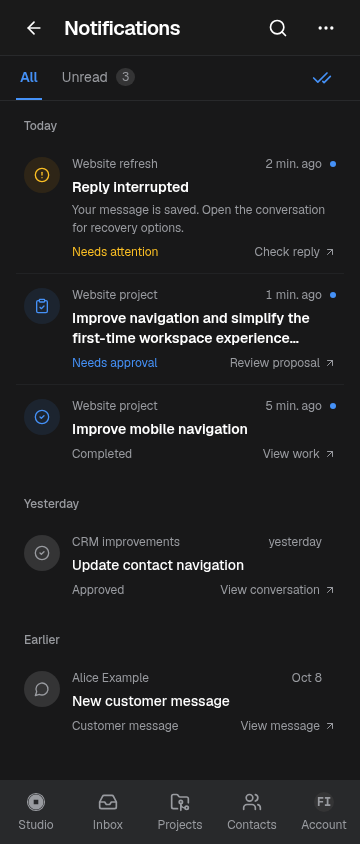 Notifications
All
Unread 3
Today
Website refresh 2 min. ago
Reply interrupted
Your message is saved. Open the conversation
for recovery options.
Needs attention Check reply
Website project 1 min. ago
Improve navigation and simplify the
first-time workspace experience...
Needs approval Review proposal
Website project 5 min. ago
Improve mobile navigation
Completed View work
Yesterday
CRM improvements yesterday
Update contact navigation
Approved View conversation
Earlier
Alice Example Oct 8
New customer message
Customer message View message
FI
Studio Inbox Projects Contacts Account